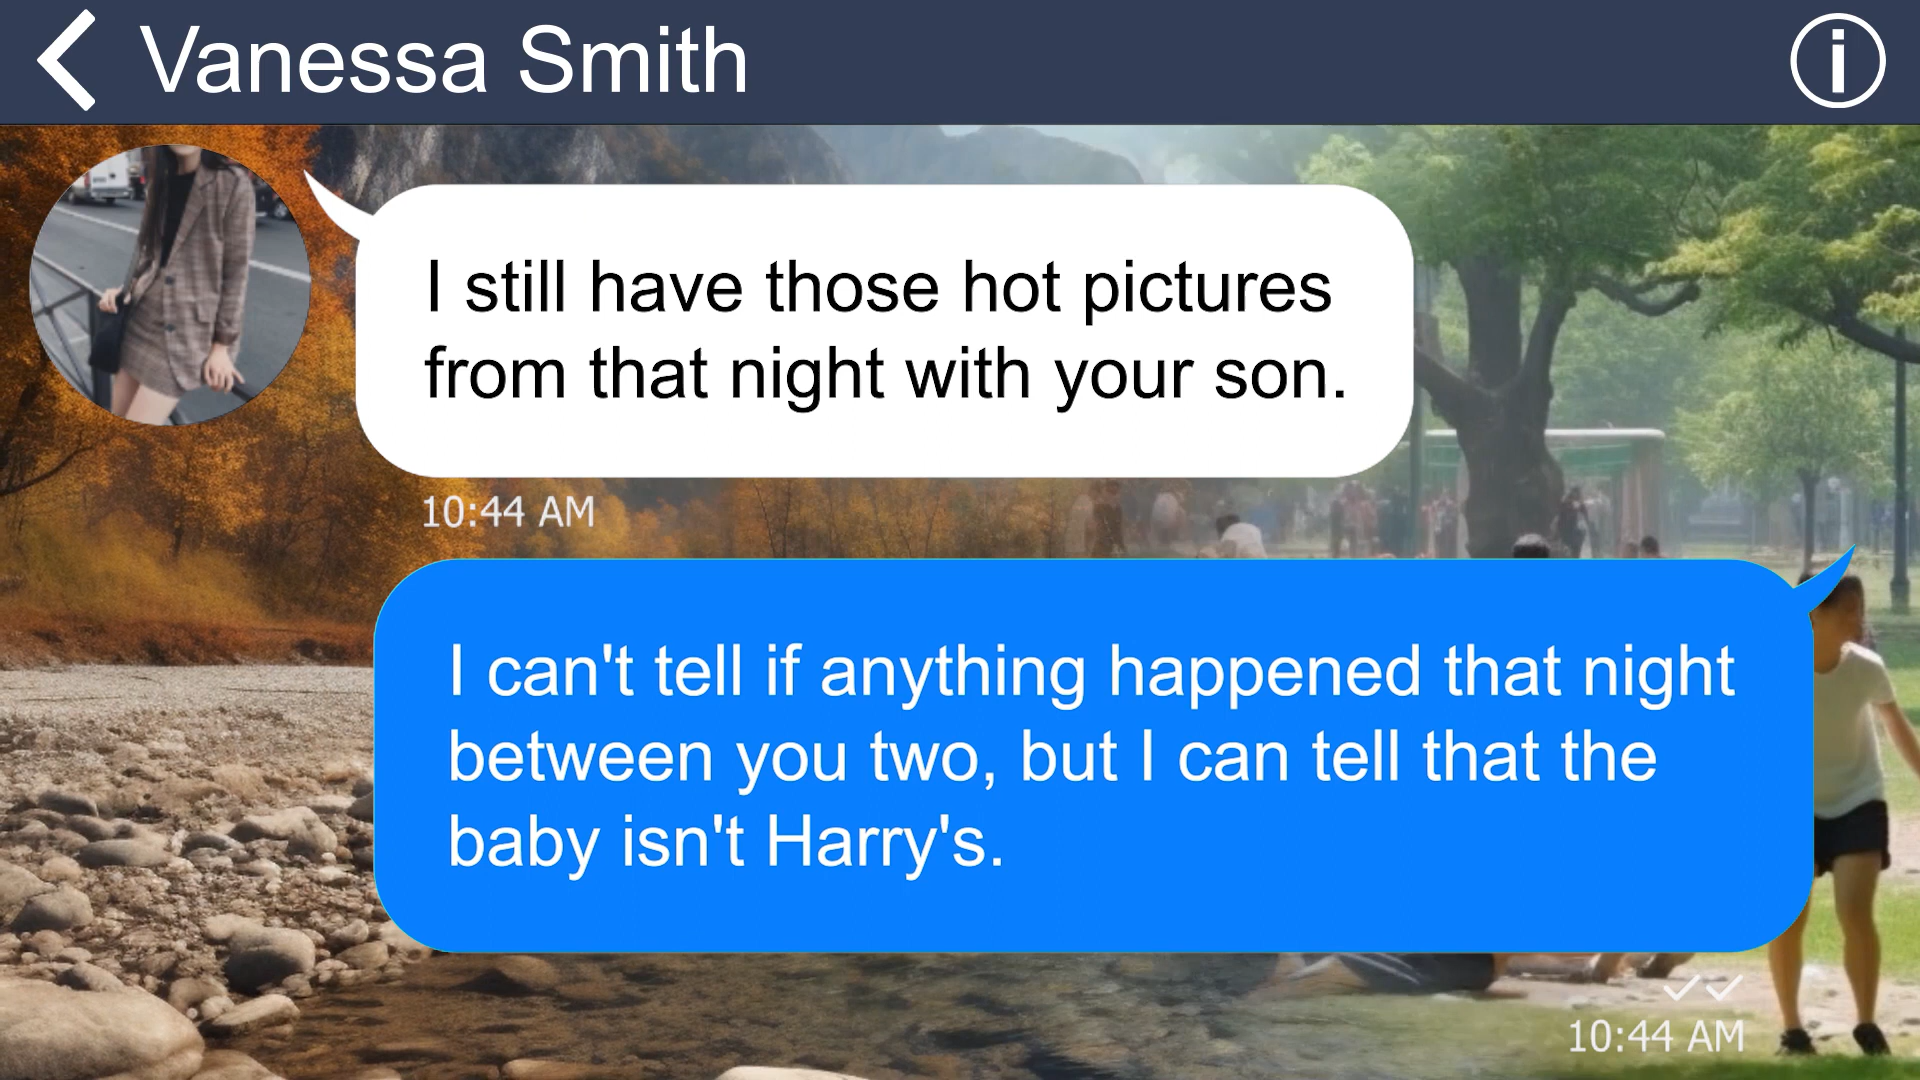 Vanessa Smith
I still have those hot pictures
from that night with your son.
10:44 AM
I can't tell if anything happened that night
between you two, but I can tell that the
baby isn't Harry's.
10:44 AM